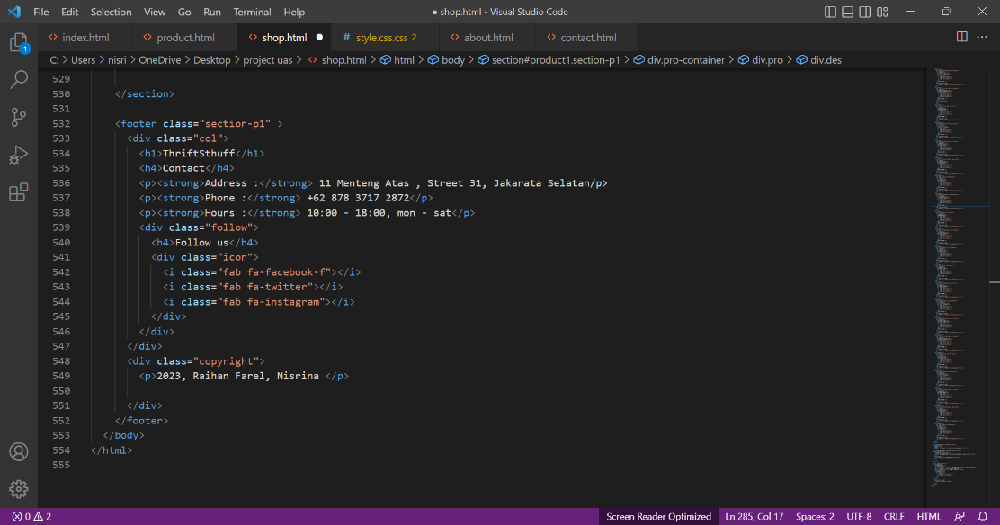 File Edit Selection View Go Run Terminal Help
● shop.html - Visual Studio Code
index.html product.html shop.html ● # style.css.css 2 about.html contact.html
1
C: > Users > nisri > OneDrive > Desktop > project uas > shop.html > html > body > section#product1.section-p1 > div.pro-container > div.pro > div.des
529
530 </section>
531
532 <footer class="section-p1" >
533 <div class="col">
534 <h1>ThriftSthuff</h1>
535 <h4>Contact</h4>
536 <p><strong>Address :</strong> 11 Menteng Atas , Street 31, Jakarata Selatan/p>
537 <p><strong>Phone :</strong> +62 878 3717 2872</p>
538 <p><strong>Hours :</strong> 10:00 - 18:00, mon - sat</p>
539 <div class="follow">
540 <h4>Follow us</h4>
541 <div class="icon">
542 <i class="fab fa-facebook-f"></i>
543 <i class="fab fa-twitter"></i>
544 <i class="fab fa-instagram"></i>
545 </div>
546 </div>
547 </div>
548 <div class="copyright">
549 <p>2023, Raihan Farel, Nisrina </p>
550
551 </div>
552 </footer>
553 </body>
554 </html>
555
0 2 Screen Reader Optimized Ln 285, Col 17 Spaces: 2 UTF-8 CRLF HTML